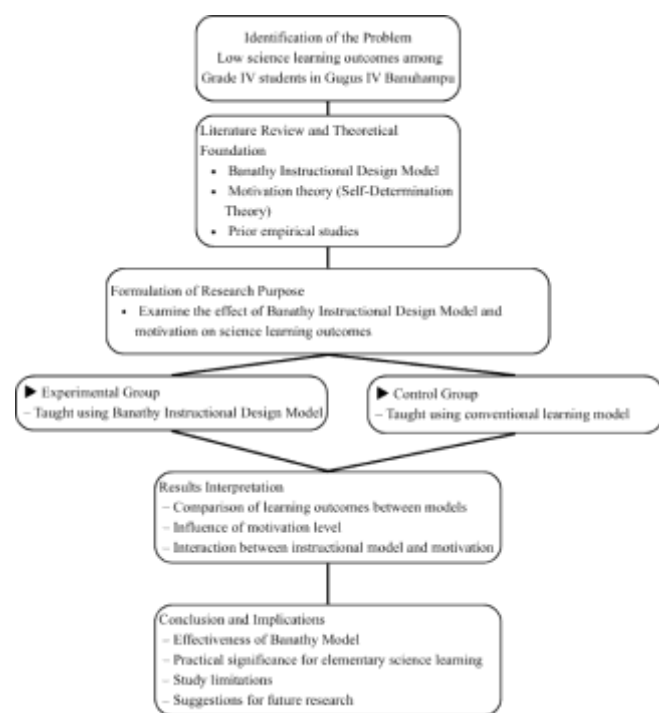 Identification of the Problem
Low science learning outcomes among
Grade IV students in Gugus IV Banuhampu
Literature Review and Theoretical
Foundation
• Banathy Instructional Design Model
• Motivation theory (Self-Determination
Theory)
• Prior empirical studies
Formulation of Research Purpose
• Examine the effect of Banathy Instructional Design Model and
motivation on science learning outcomes
▶ Experimental Group
– Taught using Banathy Instructional Design Model
▶ Control Group
– Taught using conventional learning model
Results Interpretation
– Comparison of learning outcomes between models
– Influence of motivation level
– Interaction between instructional model and motivation
Conclusion and Implications
– Effectiveness of Banathy Model
– Practical significance for elementary science learning
– Study limitations
– Suggestions for future research